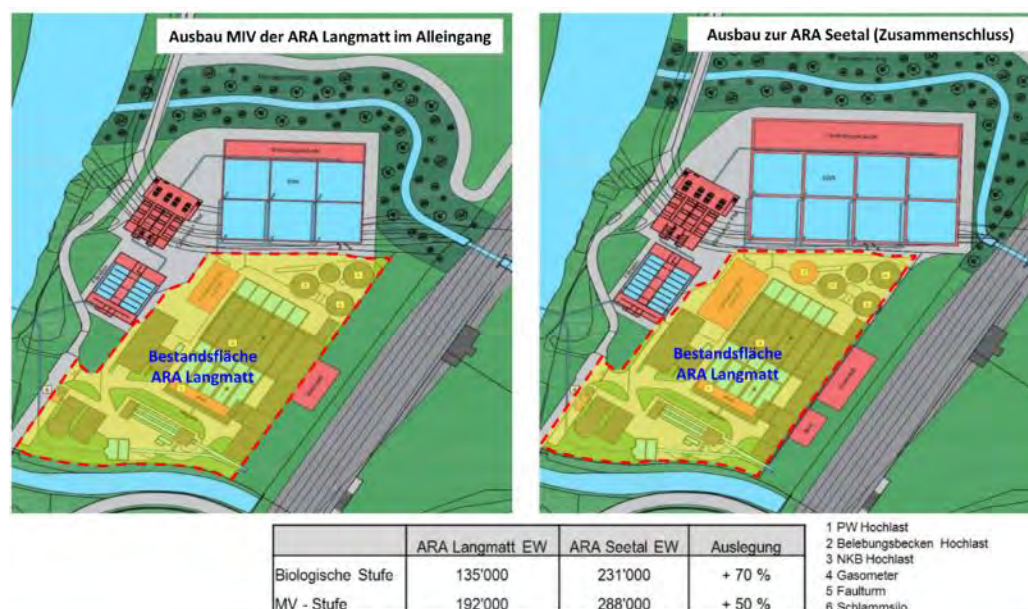 Ausbau MIV der ARA Langmatt im Alleingang
Ausbau zur ARA Seetal (Zusammenschluss)
Bestandsfläche
ARA Langmatt
Bestandsfläche
ARA Langmatt
ARA Langmatt EW ARA Seetal EW Auslegung
Biologische Stufe 135'000 231'000 + 70 %
MV - Stufe 192'000 288'000 + 50 %
1 PW Hochlast
2 Belebungsbecken Hochlast
3 NKB Hochlast
4 Gasometer
5 Faulturm
6 Schlammsilo